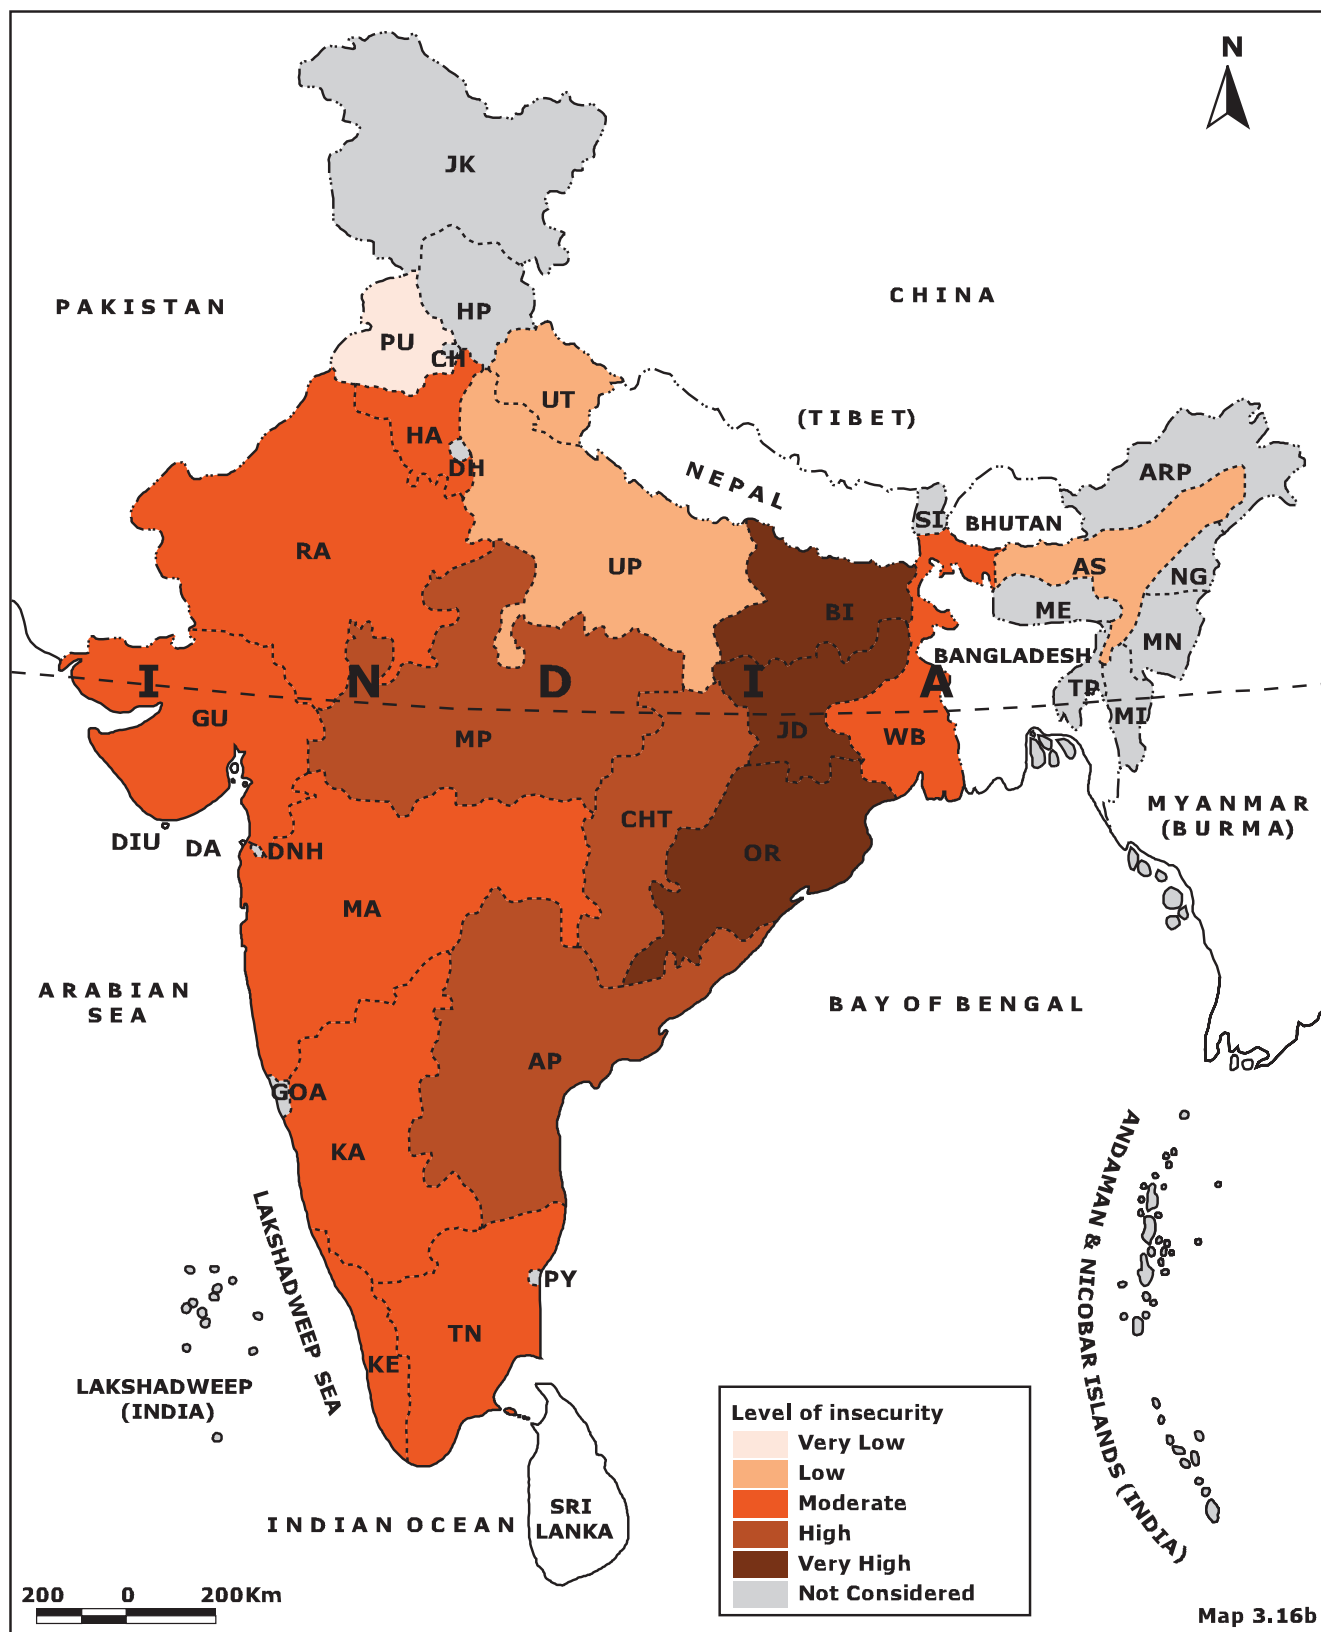 N
JK
PAKISTAN
HP
CHINA
PU
CH
UT
(TIBET)
HA
DH
NEPAL
ARP
SI
BHUTAN
RA
UP
AS
NG
BI
ME
MN
BANGLADESH
I N D I A
TP
GU
MI
MP
JD
WB
MYANMAR
(BURMA)
CHT
DIU
DA
DNH
OR
MA
ARABIAN
SEA
BAY OF BENGAL
AP
GOA
KA
ANDAMAN & NICOBAR ISLANDS (INDIA)
LAKSHADWEEP SEA
PY
TN
KE
LAKSHADWEEP
(INDIA)
Level of insecurity
Very Low
Low
Moderate
High
Very High
Not Considered
SRI
LANKA
INDIAN OCEAN
200 0 200Km
Map 3.16b